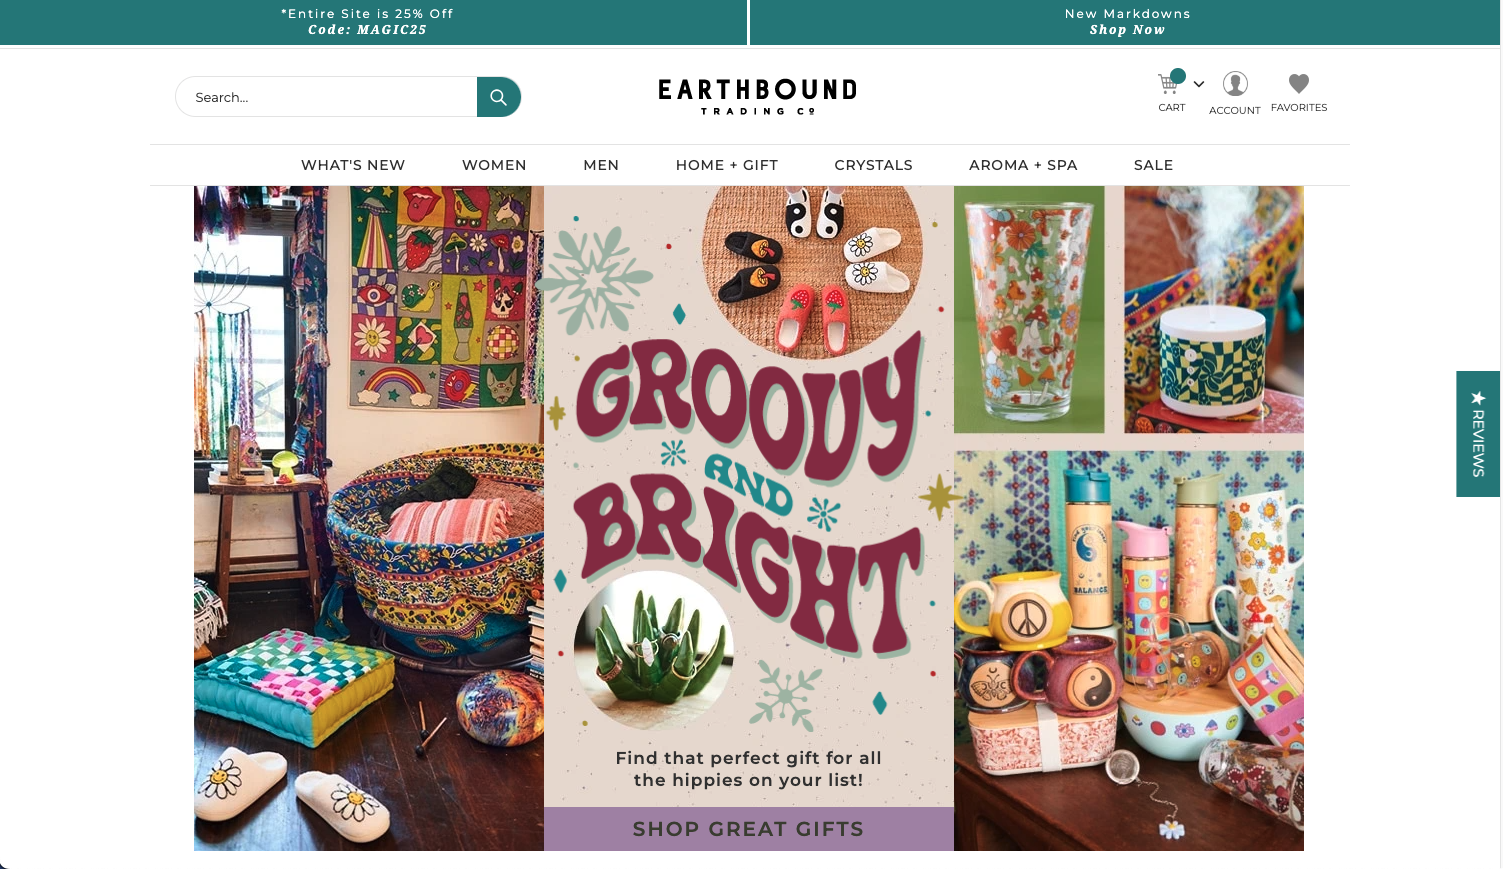 *Entire Site is 25% Off
Code: MAGIC25
New Markdowns
Shop Now
Search...
EARTHBOUND
TRADING Co
CART
ACCOUNT
FAVORITES
WHAT'S NEW
WOMEN
MEN
HOME + GIFT
CRYSTALS
AROMA + SPA
SALE
GROOVY
AND
BRIGHT
BALANCE
Find that perfect gift for all
the hippies on your list!
SHOP GREAT GIFTS
★ REVIEWS